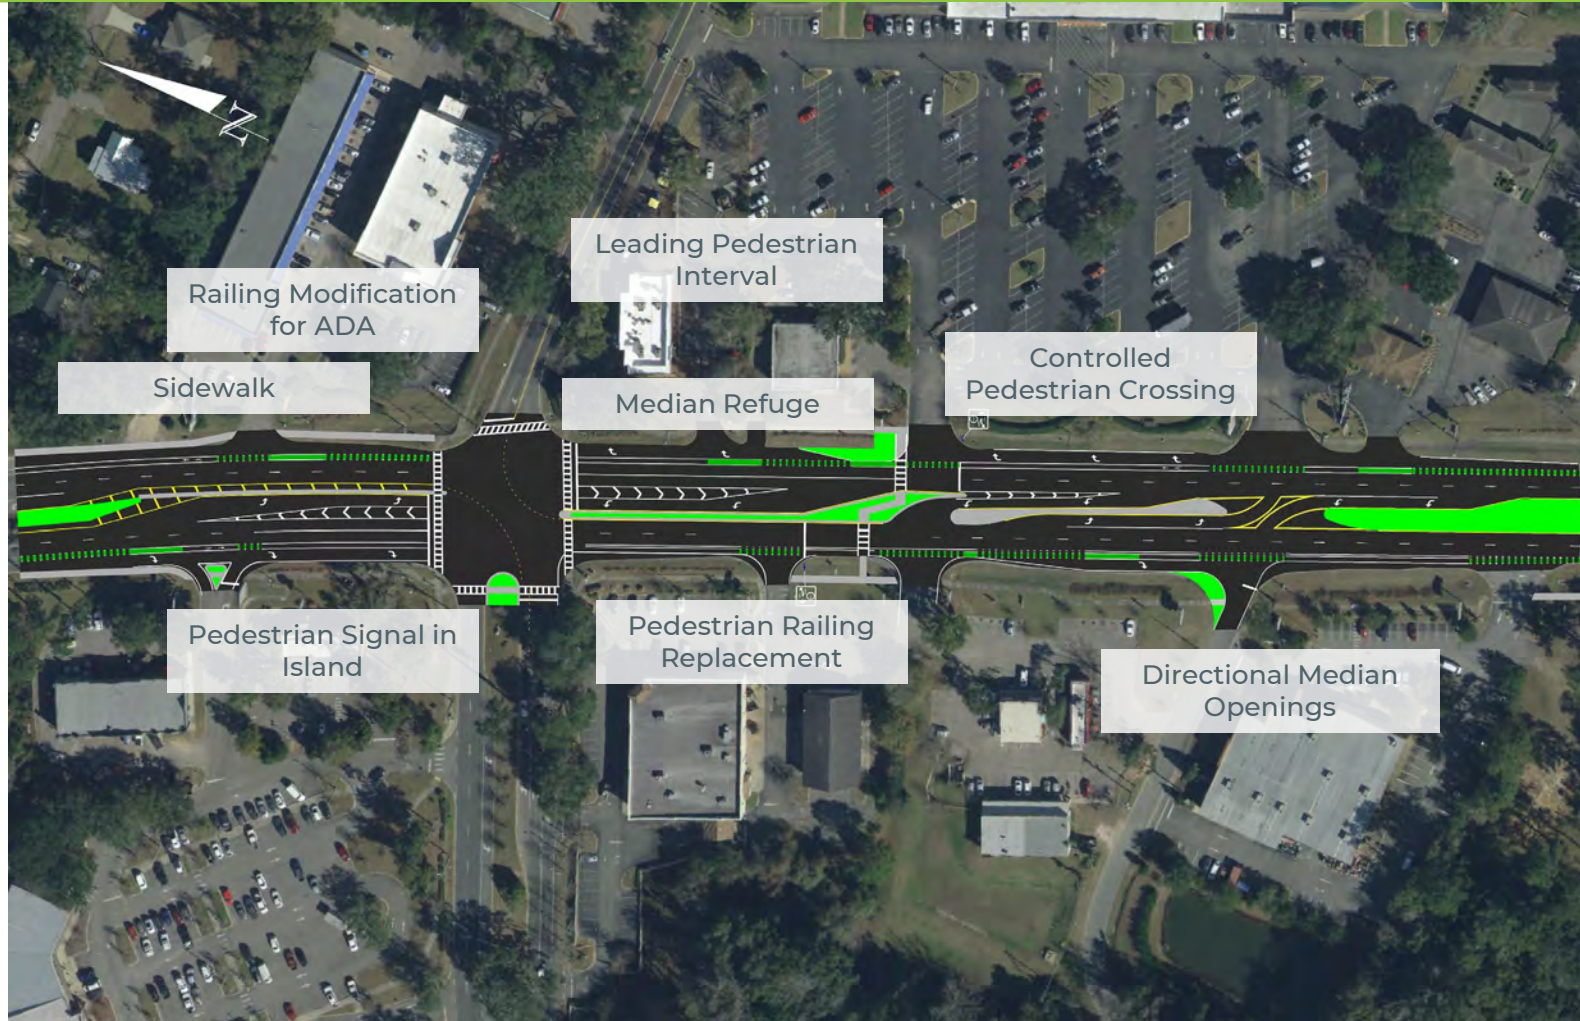 N
Leading Pedestrian
Interval
Railing Modification
for ADA
Controlled
Pedestrian Crossing
Sidewalk
Median Refuge
Pedestrian Signal in
Island
Pedestrian Railing
Replacement
Directional Median
Openings